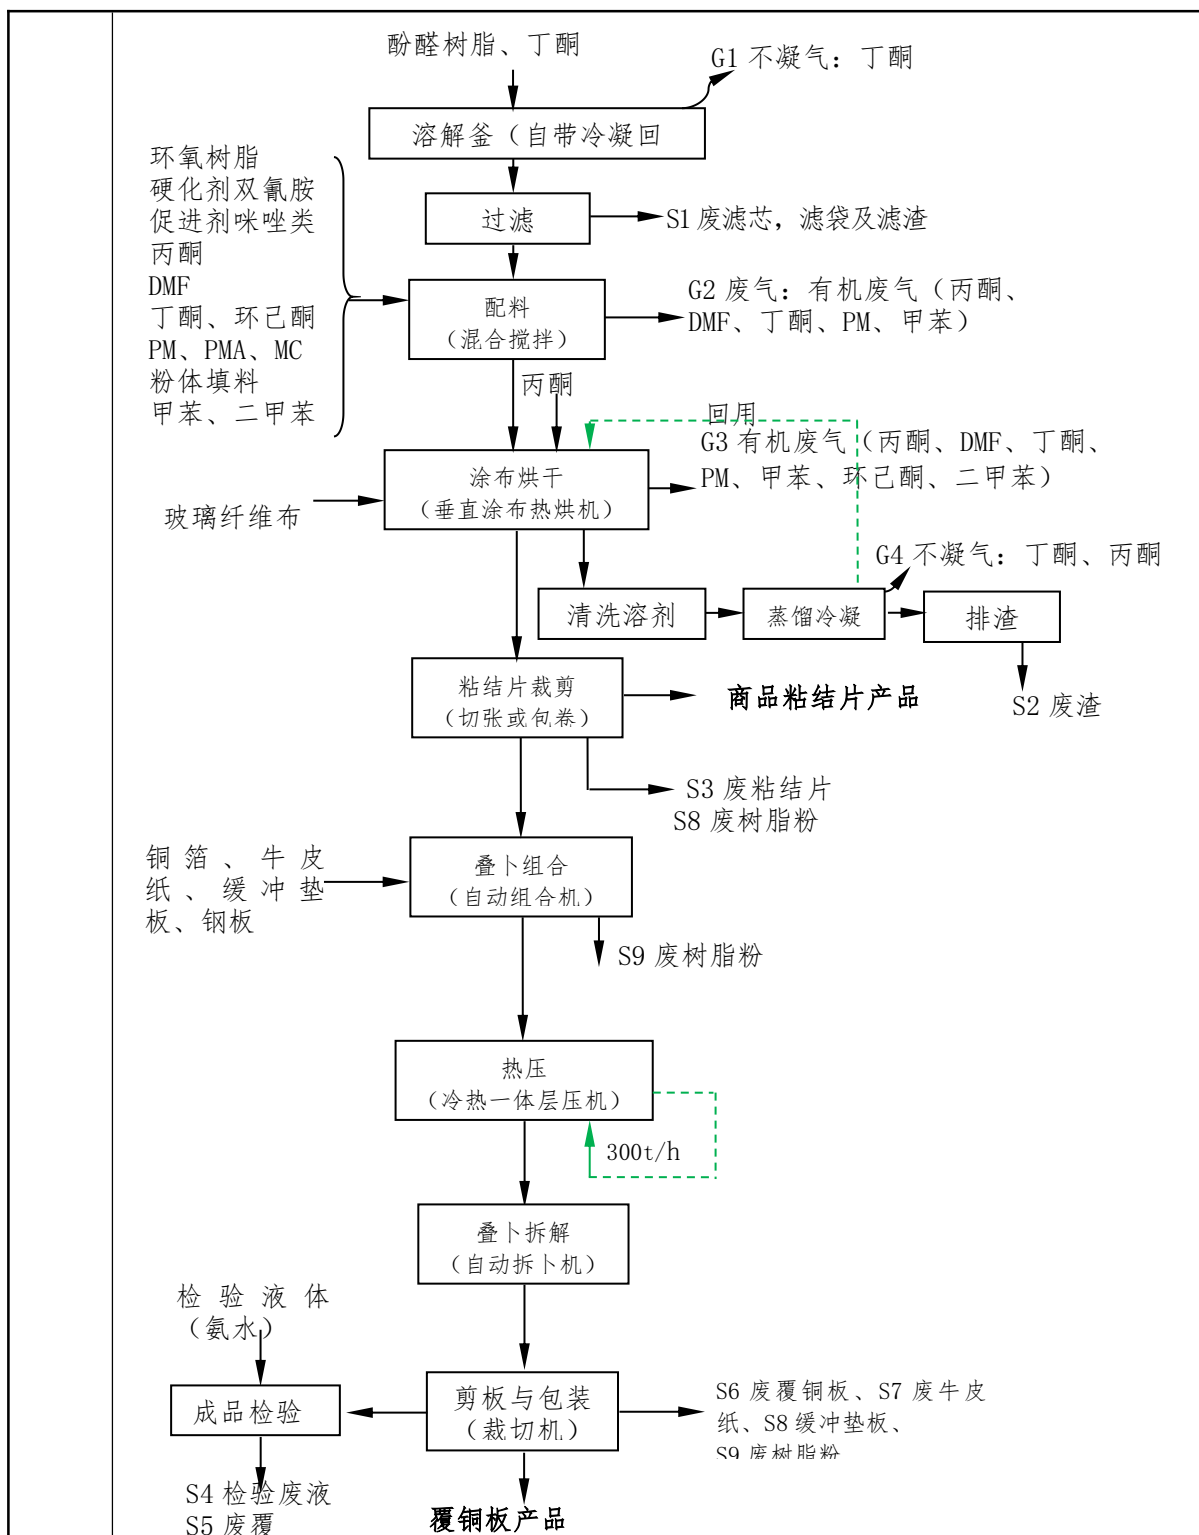 酚醛树脂、丁酮
G1 不凝气：丁酮
溶解釜（自带冷凝回
环氧树脂
硬化剂双氰胺
促进剂咪唑类
丙酮
DMF
丁酮、环己酮
PM、PMA、MC
粉体填料
甲苯、二甲苯
过滤
S1 废滤芯，滤袋及滤渣
配料
（混合搅拌）
G2 废气：有机废气（丙酮、
DMF、丁酮、PM、甲苯）
丙酮
回用
G3 有机废气（丙酮、DMF、丁酮、
PM、甲苯、环己酮、二甲苯）
涂布烘干
（垂直涂布热烘机）
玻璃纤维布
G4 不凝气：丁酮、丙酮
清洗溶剂
蒸馏冷凝
排渣
S2 废渣
粘结片裁剪
（切张或包卷）
商品粘结片产品
S3 废粘结片
S8 废树脂粉
铜箔、牛皮
纸、缓冲垫
板、钢板
叠卜组合
（自动组合机）
S9 废树脂粉
热压
（冷热一体层压机）
300t/h
叠卜拆解
（自动拆卜机）
检验液体
（氨水）
成品检验
剪板与包装
（裁切机）
S6 废覆铜板、S7 废牛皮
纸、S8 缓冲垫板、
S9 废树脂粉
S4 检验废液
S5 废覆
覆铜板产品